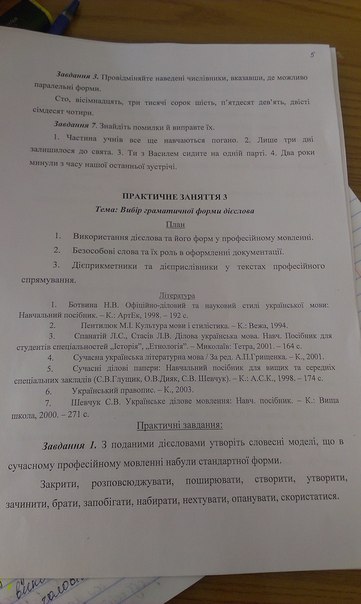 5
Завдання 3. Провідміняйте наведені числівники, вказавши, де можливо
паралельні форми.
Сто, вісімнадцять, три тисячі сорок шість, п'ятдесят дев'ять, двісті
сімдесят чотири.
Завдання 7. Знайдіть помилки й виправте їх.
1. Частина учнів все ще навчаються погано. 2. Лише три дні
залишилося до свята. 3. Ти з Василем сидите на одній парті. 4. Два роки
минули з часу нашої останньої зустрічі.
ПРАКТИЧНЕ ЗАНЯТТЯ 3
Тема: Вибір граматичної форми дієслова
План
1. Використання дієслова та його форм у професійному мовленні.
2. Безособові слова та їх роль в оформленні документації.
3. Дієприкметники та дієприслівники у текстах професійного
спрямування.
Література
1. Ботвина Н.В. Офіційно-діловий та науковий стилі української мови:
Навчальний посібник. – К.: АртЕк, 1998. – 192 с.
2. Пентилюк М.І. Культура мови і стилістика. – К.: Вежа, 1994.
3. Спанатій Л.С., Стасів Л.В. Ділова українська мова. Навч. Посібник для
студентів спеціальностей „Історія", „Етнологія". – Миколаїв: Гетра, 2001. – 164 с.
4. Сучасна українська літературна мова / За ред. А.П.Грищенка. – К., 2001.
5. Сучасні ділові папери: Навчальний посібник для вищих та середніх
спеціальних закладів (С.В.Глущик, О.В.Дияк, С.В. Шевчук). – К.: А.С.К., 1998. – 174 с.
6. Український правопис. – К., 2003.
7. Шевчук С.В. Українське ділове мовлення: Навч. посібник. – К.: Вища
школа, 2000. – 271 с.
Практичні завдання:
Завдання 1. З поданими дієсловами утворіть словесні моделі, що в
сучасному професійному мовленні набули стандартної форми.
Закрити, розповсюджувати, поширювати, створити, утворити,
зачинити, брати, запобігати, набирати, нехтувати, опанувати, скористатися.